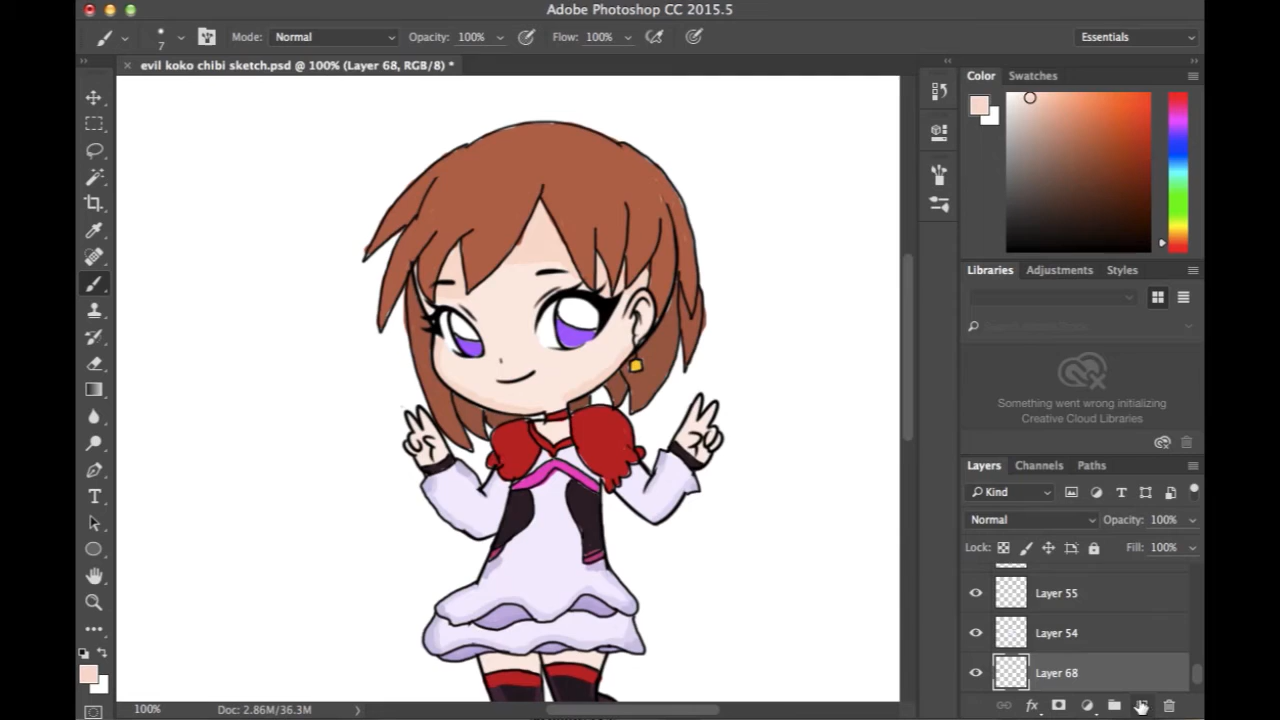 Adobe Photoshop CC 2015.5
7 Mode: Normal Opacity: 100% Flow: 100% Essentials
evil koko chibi sketch.psd @ 100% (Layer 68, RGB/8) *
Color Swatches
Libraries Adjustments Styles
Something went wrong initializing
Creative Cloud Libraries
Layers Channels Paths
Kind
Normal Opacity: 100%
Lock: Fill: 100%
Layer 55
Layer 54
Layer 68
100% Doc: 2.86M/36.3M